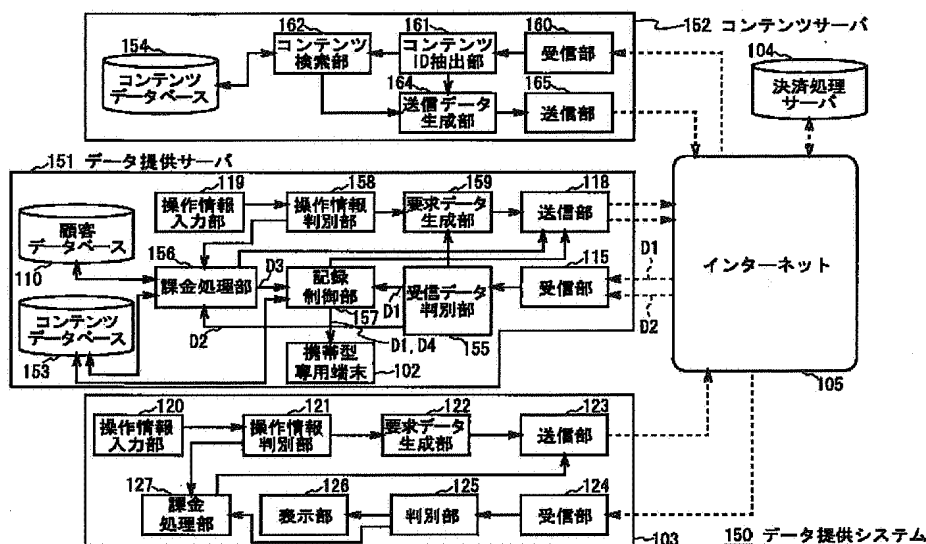 152 コンテンツサーバ
154
コンテンツ
データベース
162
コンテンツ
検索部
161
コンテンツ
ID抽出部
160
受信部
164
送信データ
生成部
165
送信部
104
決済処理
サーバ
151 データ提供サーバ
119
操作情報
入力部
158
操作情報
判別部
159
要求データ
生成部
118
送信部
顧客
データベース
110
156
課金処理部
D3
記録
制御部
157
D1
受信データ
判別部
155
115
受信部
D1
D2
インターネット
105
コンテンツ
データベース
153
D2
D1,D4
携帯型
専用端末
102
120
操作情報
入力部
121
操作情報
判別部
122
要求データ
生成部
123
送信部
127
課金
処理部
126
表示部
125
判別部
124
受信部
103
150 データ提供システム